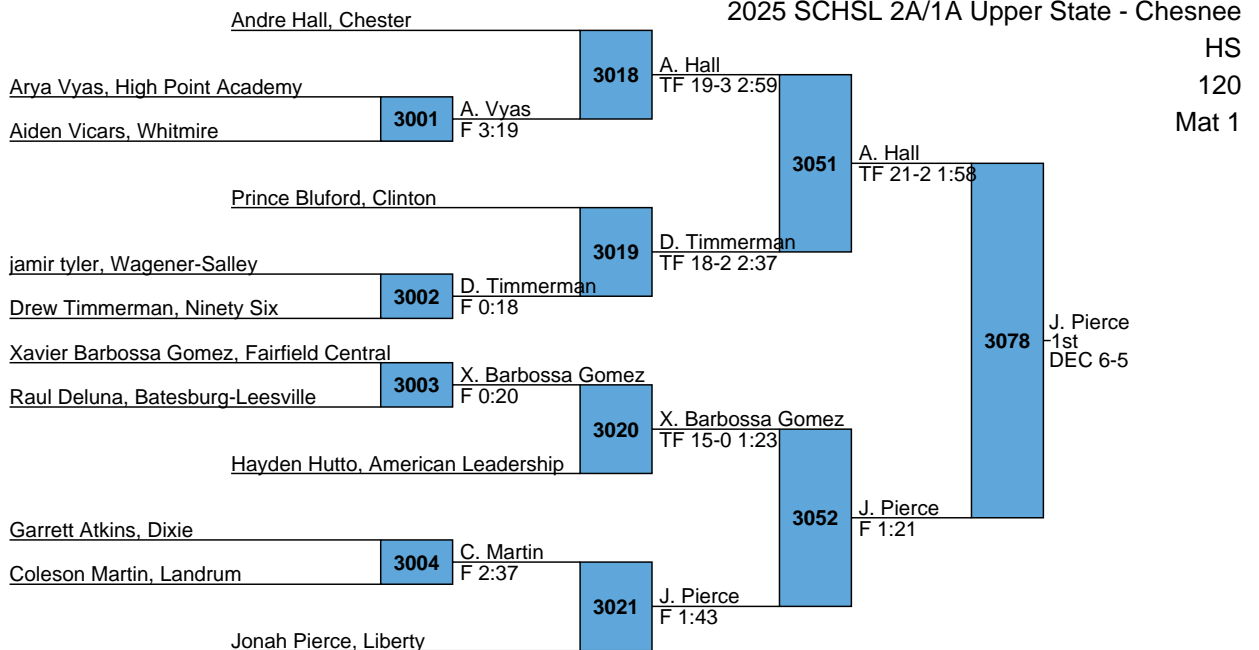 2025 SCHSL 2A/1A Upper State - Chesnee
HS
120
Mat 1
Andre Hall, Chester
3018
A. Hall
TF 19-3 2:59
Arya Vyas, High Point Academy
3001
A. Vyas
F 3:19
Aiden Vicars, Whitmire
3051
A. Hall
TF 21-2 1:58
Prince Bluford, Clinton
3019
D. Timmerman
TF 18-2 2:37
jamir tyler, Wagener-Salley
3002
D. Timmerman
F 0:18
Drew Timmerman, Ninety Six
3078
J. Pierce
1st
DEC 6-5
Xavier Barbossa Gomez, Fairfield Central
3003
X. Barbossa Gomez
F 0:20
Raul Deluna, Batesburg-Leesville
3020
X. Barbossa Gomez
TF 15-0 1:23
Hayden Hutto, American Leadership
3052
J. Pierce
F 1:21
Garrett Atkins, Dixie
3004
C. Martin
F 2:37
Coleson Martin, Landrum
3021
J. Pierce
F 1:43
Jonah Pierce, Liberty